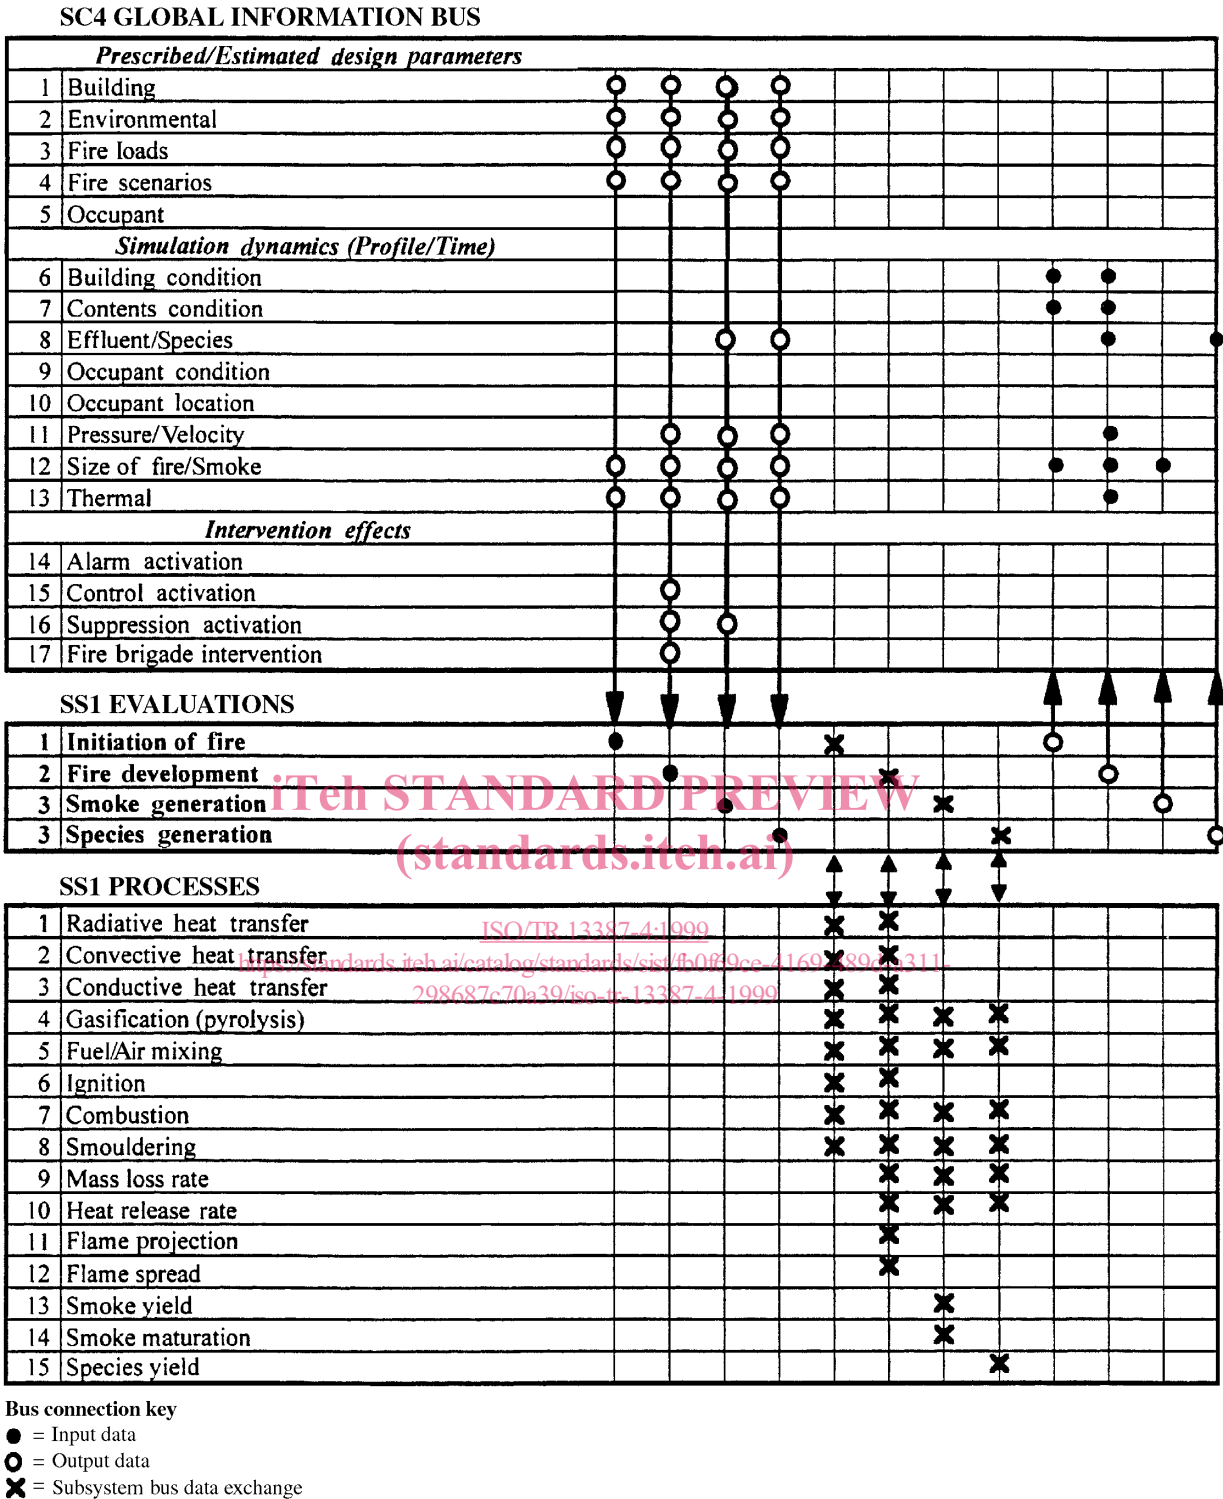 SC4 GLOBAL INFORMATION BUS
Prescribed/Estimated design parameters
1 Building
2 Environmental
3 Fire loads
4 Fire scenarios
5 Occupant
Simulation dynamics (Profile/Time)
6 Building condition
7 Contents condition
8 Effluent/Species
9 Occupant condition
10 Occupant location
11 Pressure/Velocity
12 Size of fire/Smoke
13 Thermal
Intervention effects
14 Alarm activation
15 Control activation
16 Suppression activation
17 Fire brigade intervention
SS1 EVALUATIONS
1 Initiation of fire
2 Fire development
3 Smoke generation
3 Species generation
iTeh STANDARD PREVIEW
(standards.iteh.ai)
SS1 PROCESSES
1 Radiative heat transfer
ISO/TR 13387-4:1999
2 Convective heat transfer
3 Conductive heat transfer
298687c70a39/iso-tr-13387-4-1999
4 Gasification (pyrolysis)
5 Fuel/Air mixing
6 Ignition
7 Combustion
8 Smouldering
9 Mass loss rate
10 Heat release rate
11 Flame projection
12 Flame spread
13 Smoke yield
14 Smoke maturation
15 Species yield
Bus connection key
= Input data
= Output data
= Subsystem bus data exchange